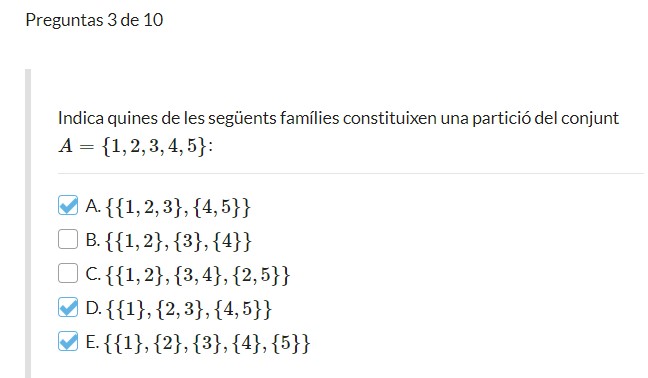 Preguntas 3 de 10
Indica quines de les següents famílies constituixen una partició del conjunt
A = {1, 2, 3, 4, 5}:
A. {{1, 2, 3}, {4, 5}}
B. {{1, 2}, {3}, {4}}
C. {{1, 2}, {3, 4}, {2, 5}}
D. {{1}, {2, 3}, {4, 5}}
E. {{1}, {2}, {3}, {4}, {5}}